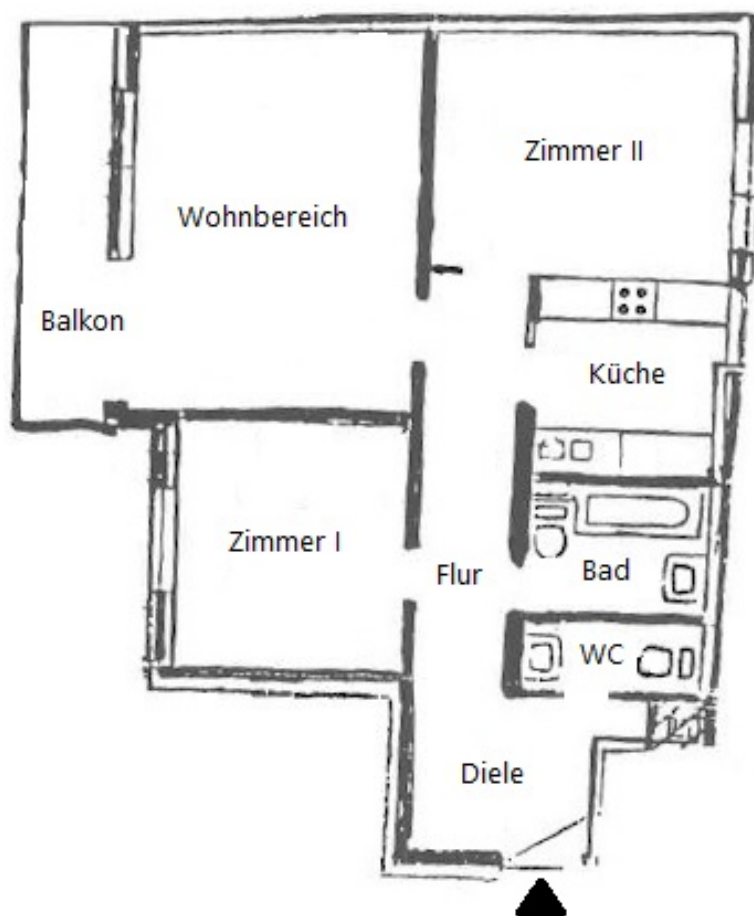 Zimmer II
Wohnbereich
Balkon
Küche
Zimmer I
Flur
Bad
WC
Diele